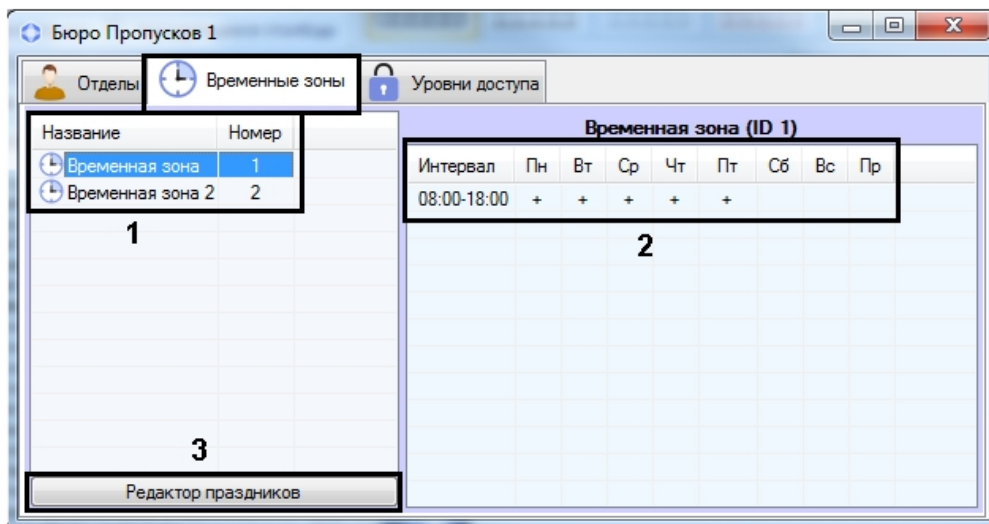 Бюро Пропусков 1
Отделы Временные зоны Уровни доступа
Название Номер
Временная зона 1
Временная зона 2 2
1
Временная зона (ID 1)
Интервал Пн Вт Ср Чт Пт Сб Вс Пр
08:00-18:00 + + + + +
2
3
Редактор праздников